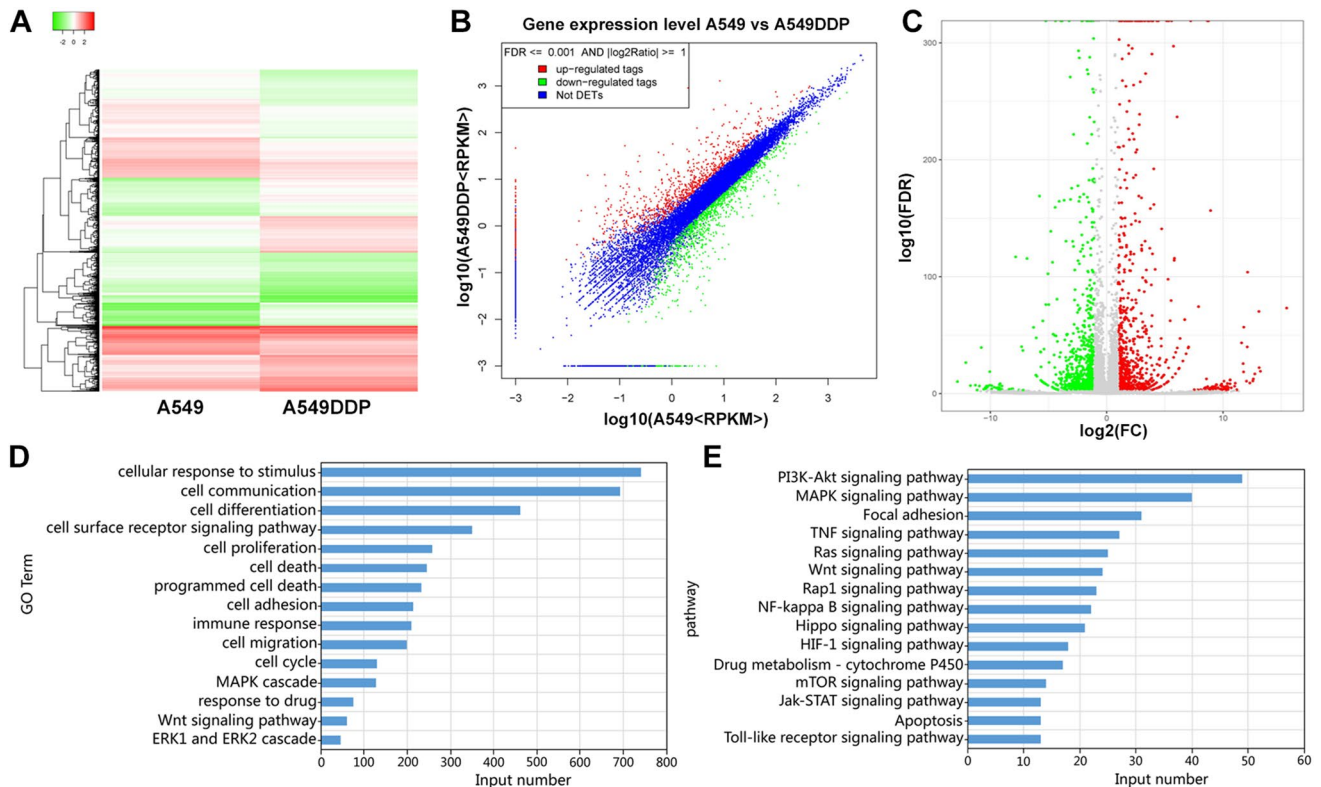 A
-2 0 2
A549 A549DDP
B
Gene expression level A549 vs A549DDP
FDR <= 0.001 AND |log2Ratio| >= 1
up-regulated tags
down-regulated tags
Not DETs
log10(A549DDP<RPKM>)
3
2
1
0
−1
−2
−3
−3 −2 −1 0 1 2 3
log10(A549<RPKM>)
C
log10(FDR)
300
200
100
0
−10 0 10
log2(FC)
D
GO Term
cellular response to stimulus
cell communication
cell differentiation
cell surface receptor signaling pathway
cell proliferation
cell death
programmed cell death
cell adhesion
immune response
cell migration
cell cycle
MAPK cascade
response to drug
Wnt signaling pathway
ERK1 and ERK2 cascade
0 100 200 300 400 500 600 700 800
Input number
E
pathway
PI3K-Akt signaling pathway
MAPK signaling pathway
Focal adhesion
TNF signaling pathway
Ras signaling pathway
Wnt signaling pathway
Rap1 signaling pathway
NF-kappa B signaling pathway
Hippo signaling pathway
HIF-1 signaling pathway
Drug metabolism - cytochrome P450
mTOR signaling pathway
Jak-STAT signaling pathway
Apoptosis
Toll-like receptor signaling pathway
0 10 20 30 40 50 60
Input number